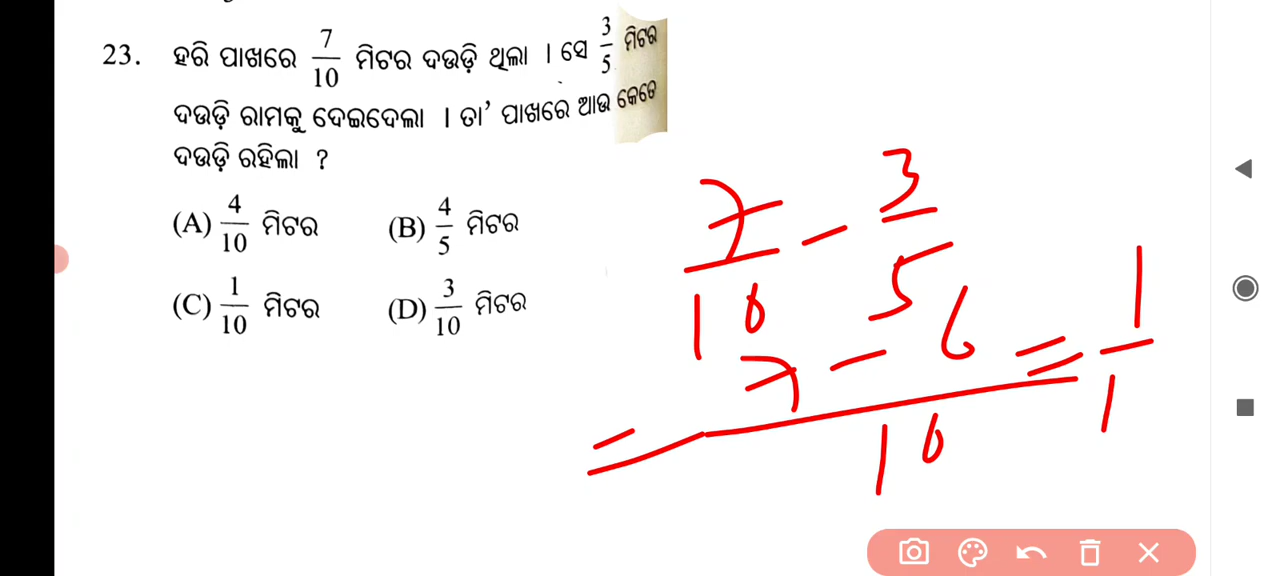 23. ହରି ପାଖରେ 7/10 ମିଟର ଦଉଡ଼ି ଥିଲା । ସେ 3/5 ମିଟର
ଦଉଡ଼ି ରାମକୁ ଦେଇଦେଲା । ତା’ ପାଖରେ ଆଉ କେତେ
ଦଉଡ଼ି ରହିଲା ?
(A) 4/10 ମିଟର (B) 4/5 ମିଟର
(C) 1/10 ମିଟର (D) 3/10 ମିଟର
7/10 - 3/5
= 7 - 6/10 = 1/1